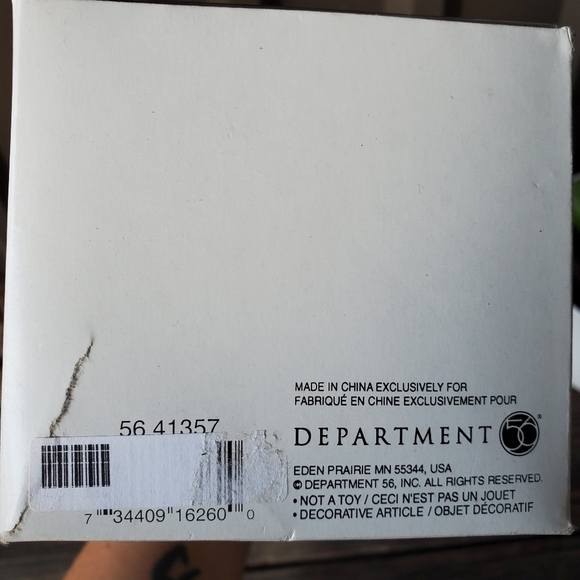 MADE IN CHINA EXCLUSIVELY FOR
FABRIQUÉ EN CHINE EXCLUSIVEMENT POUR
DEPARTMENT 56®
EDEN PRAIRIE MN 55344, USA
© DEPARTMENT 56, INC. ALL RIGHTS RESERVED.
• NOT A TOY / CECI N'EST PAS UN JOUET
• DECORATIVE ARTICLE / OBJET DÉCORATIF
56 41357
7 34409 16260 0